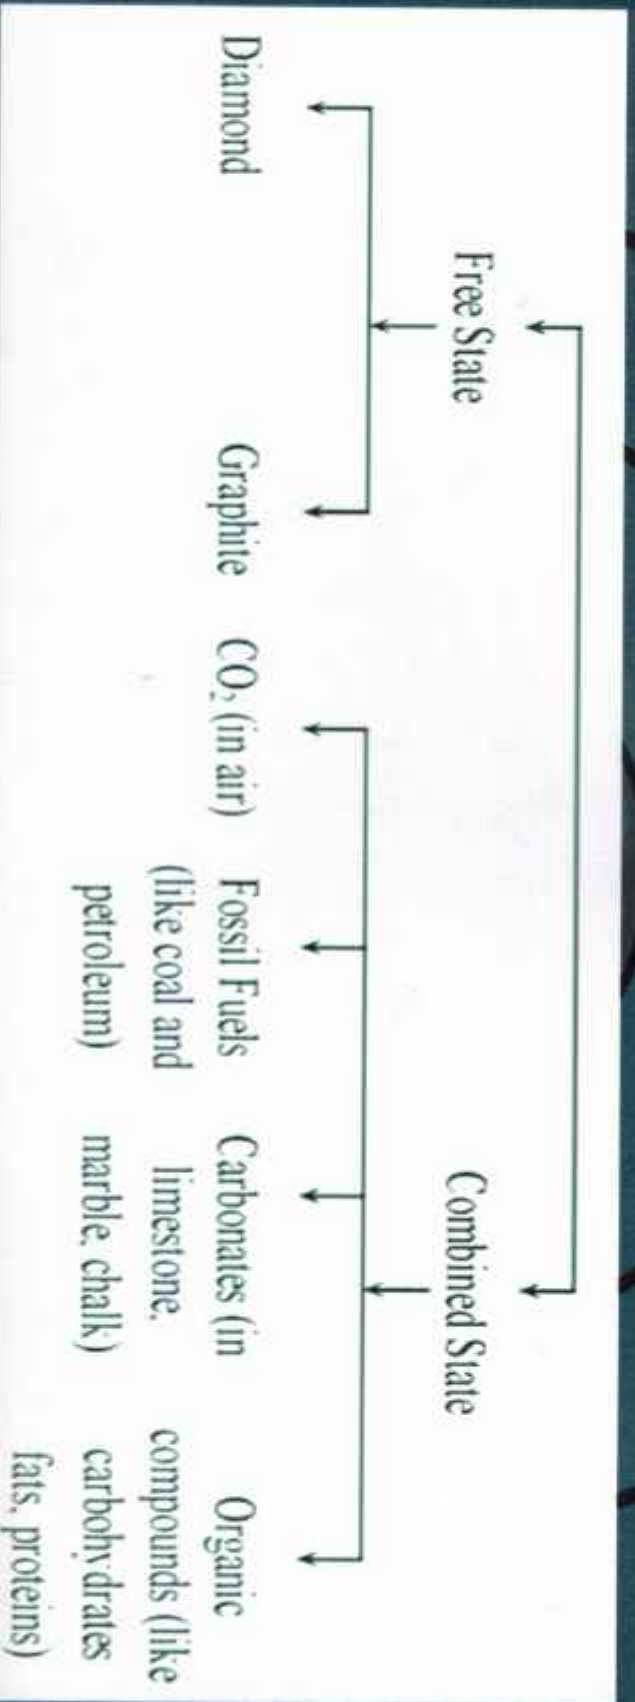 Free State
Combined State
Diamond
Graphite
CO₂ (in air)
Fossil Fuels
(like coal and
petroleum)
Carbonates (in
limestone,
marble, chalk)
Organic
compounds (like
carbohydrates
fats, proteins)